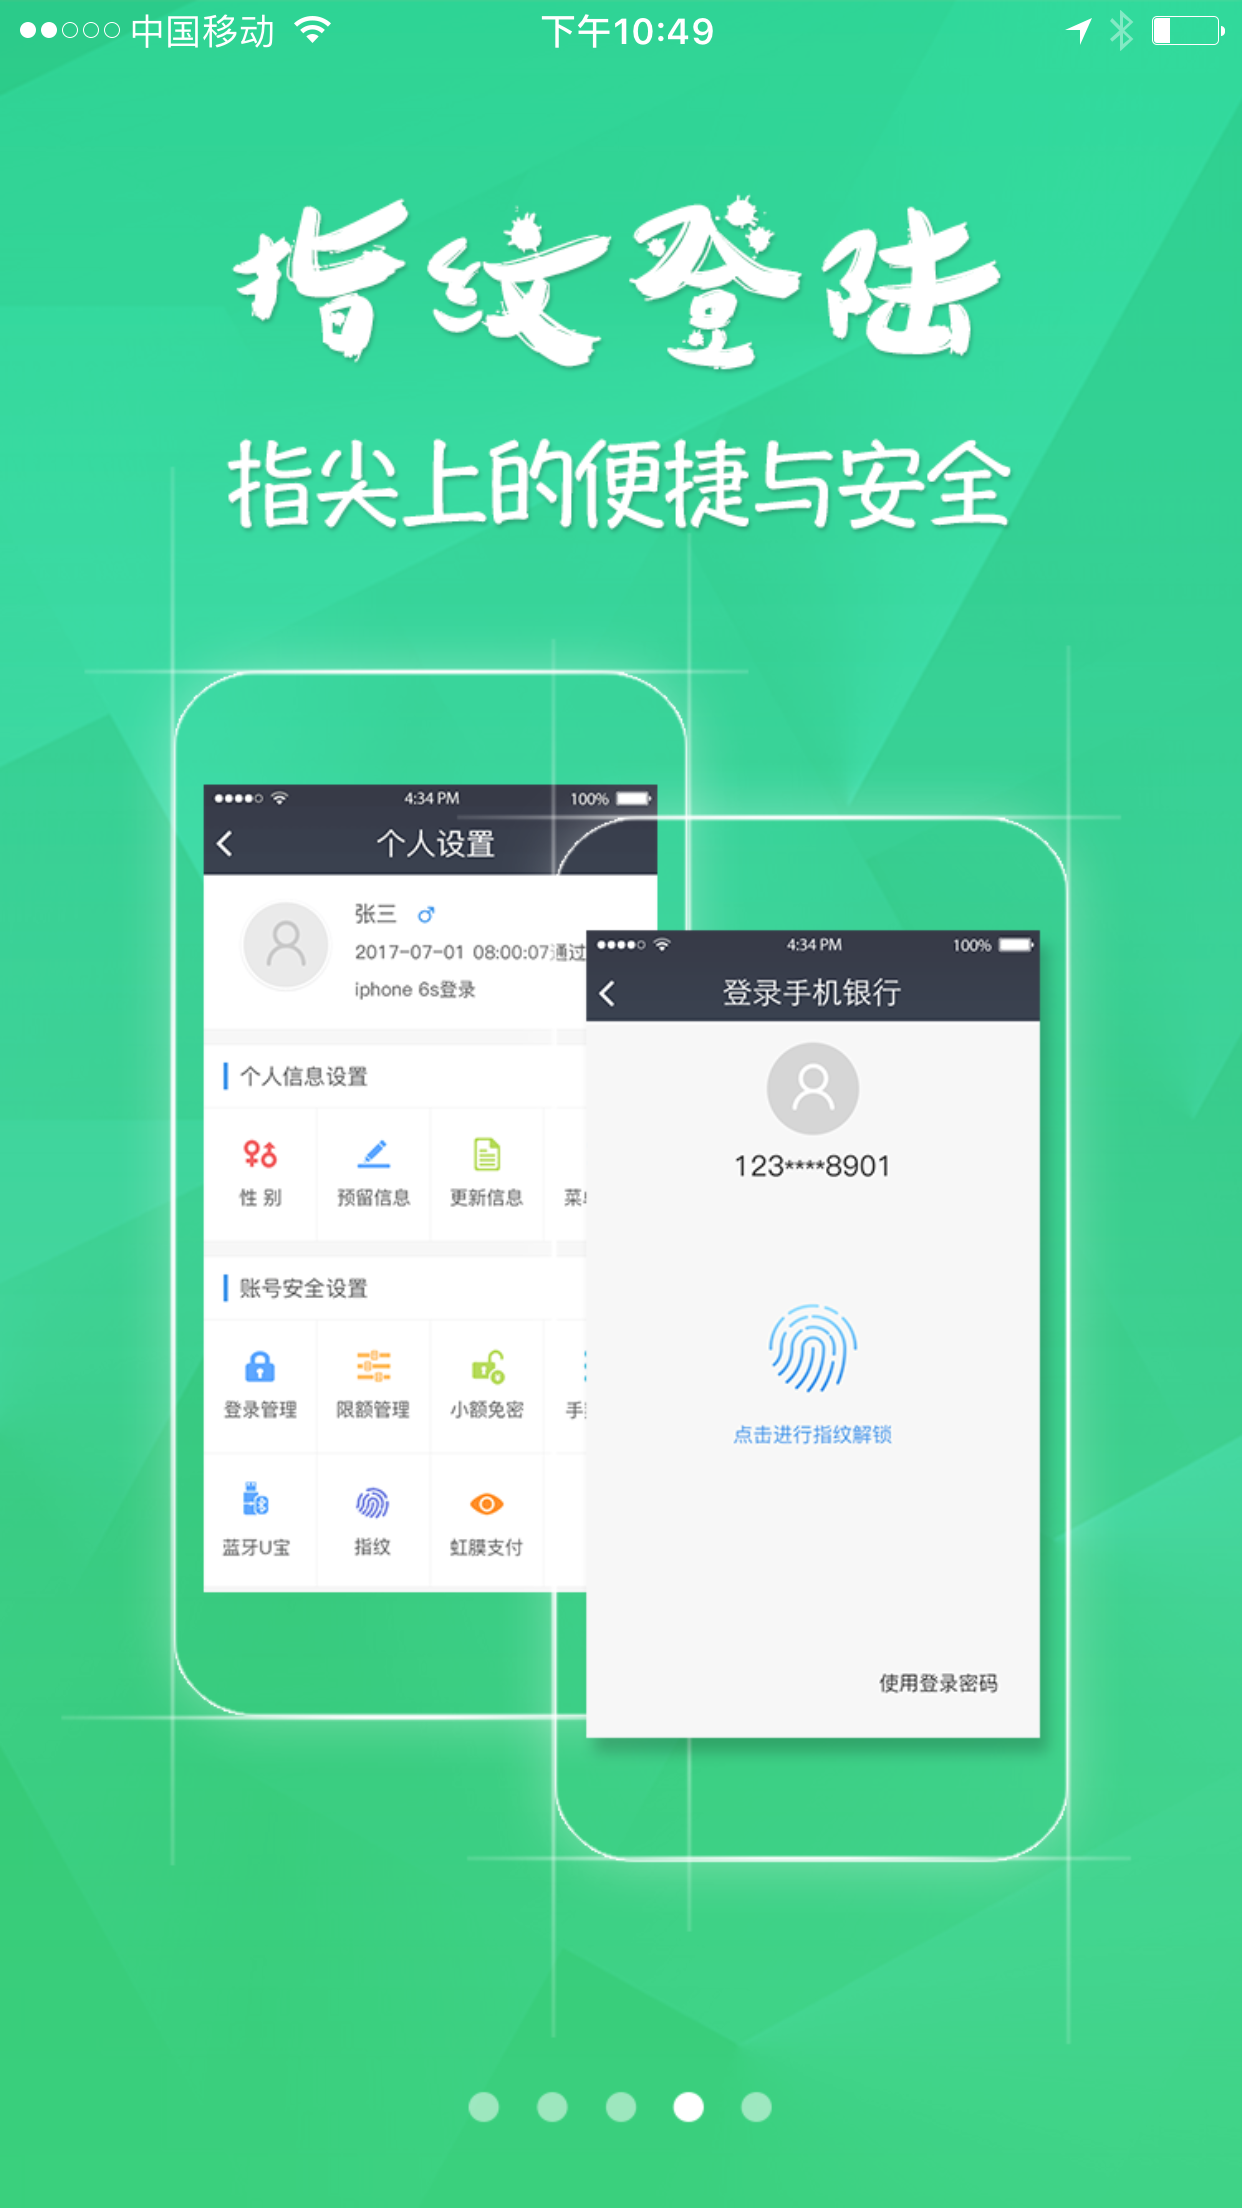 中国移动
下午10:49
指纹登陆
指尖上的便捷与安全
4:34 PM
100%
个人设置
张三
2017-07-01 08:00:07通过
iphone 6s登录
个人信息设置
性 别
预留信息
更新信息
账号安全设置
登录管理
限额管理
小额免密
手
蓝牙U宝
指纹
虹膜支付
4:34 PM
100%
登录手机银行
123****8901
点击进行指纹解锁
使用登录密码